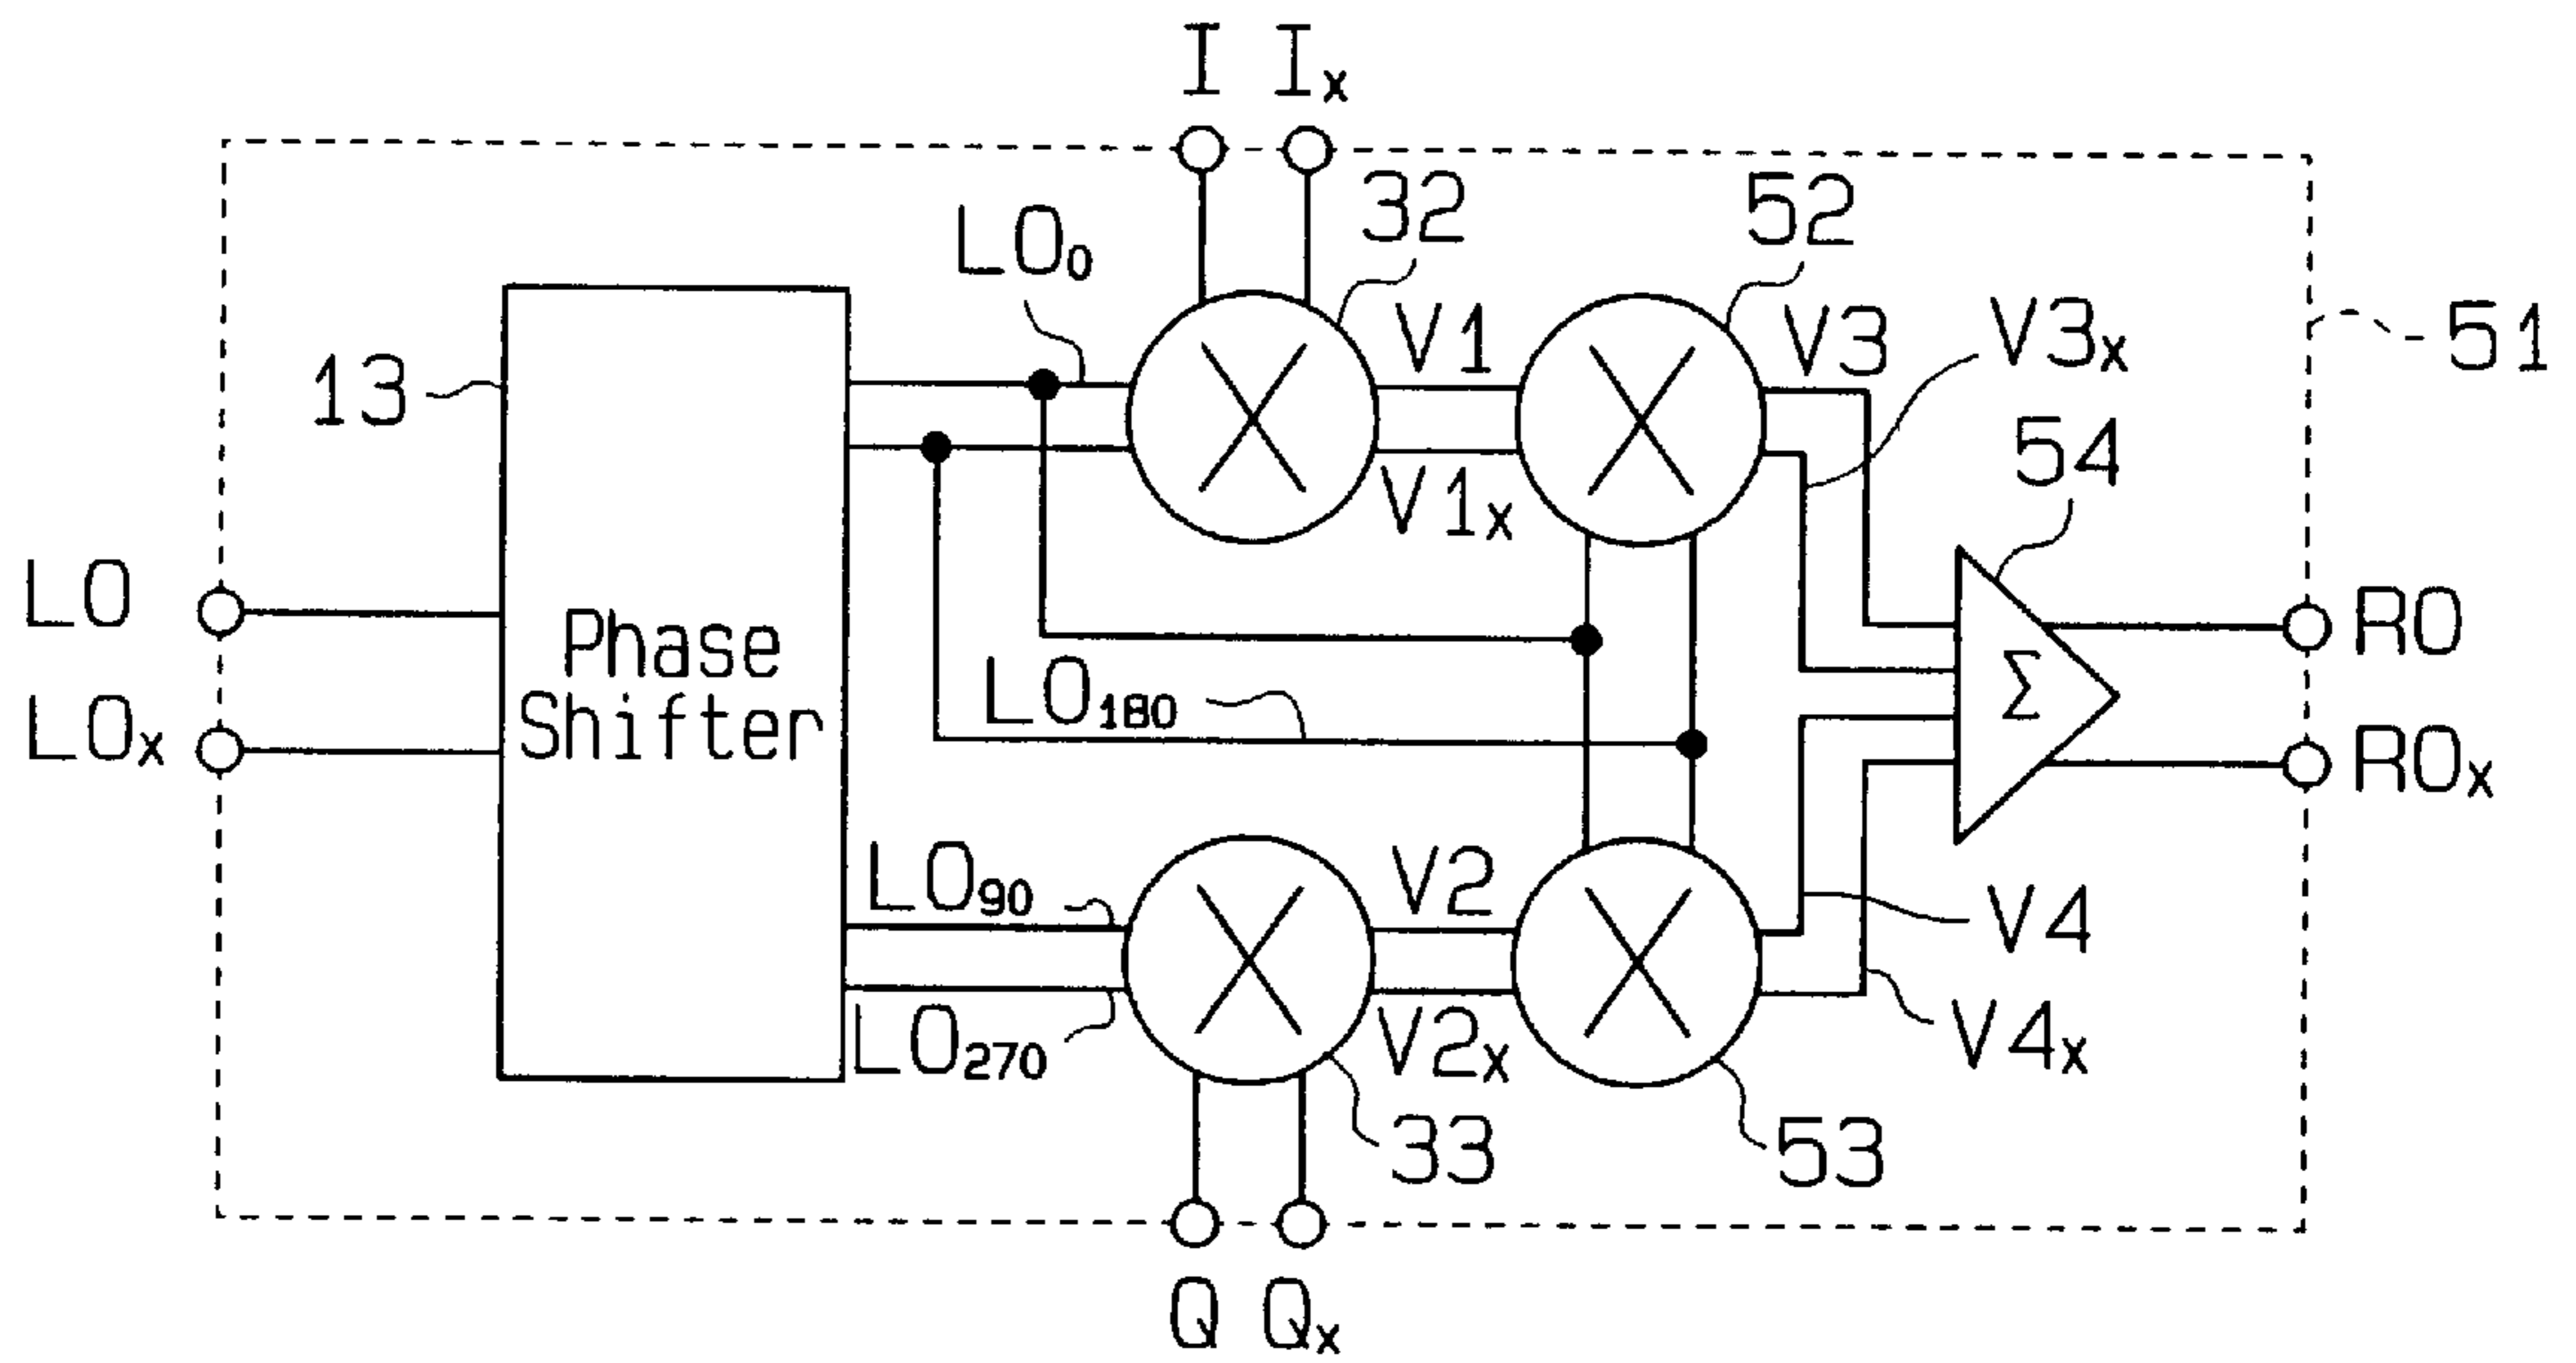 I Ix
32
52
LO0
V1
V3
V3x
51
13
54
V1x
LO
Phase
Shifter
LO180
Σ
RO
LOx
ROx
LO90
V2
V4
LO270
V2x
V4x
33
53
Q Qx